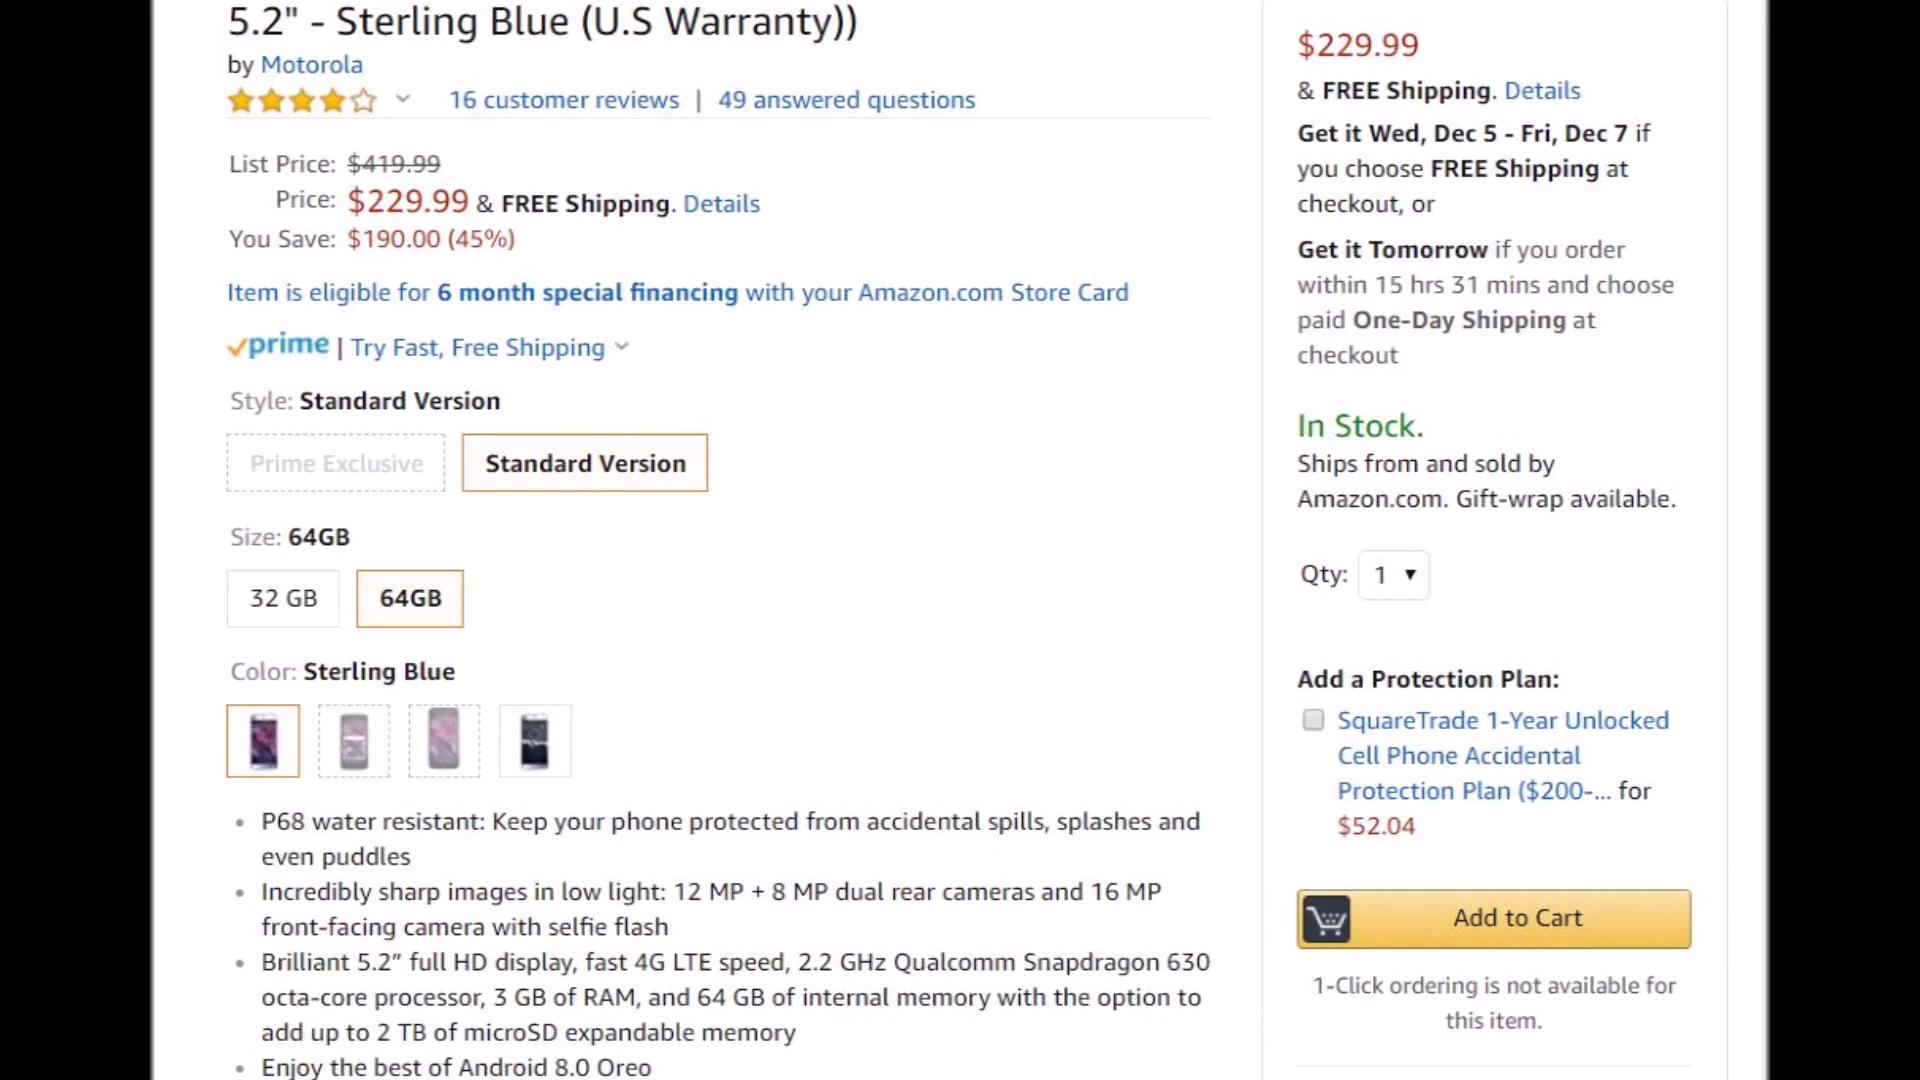 5.2" - Sterling Blue (U.S Warranty))
by Motorola
16 customer reviews | 49 answered questions
List Price: $419.99
Price: $229.99 & FREE Shipping. Details
You Save: $190.00 (45%)
Item is eligible for 6 month special financing with your Amazon.com Store Card
prime | Try Fast, Free Shipping
Style: Standard Version
Prime Exclusive
Standard Version
Size: 64GB
32 GB
64GB
Color: Sterling Blue
• P68 water resistant: Keep your phone protected from accidental spills, splashes and
even puddles
• Incredibly sharp images in low light: 12 MP + 8 MP dual rear cameras and 16 MP
front-facing camera with selfie flash
• Brilliant 5.2” full HD display, fast 4G LTE speed, 2.2 GHz Qualcomm Snapdragon 630
octa-core processor, 3 GB of RAM, and 64 GB of internal memory with the option to
add up to 2 TB of microSD expandable memory
• Enjoy the best of Android 8.0 Oreo
$229.99
& FREE Shipping. Details
Get it Wed, Dec 5 - Fri, Dec 7 if
you choose FREE Shipping at
checkout, or
Get it Tomorrow if you order
within 15 hrs 31 mins and choose
paid One-Day Shipping at
checkout
In Stock.
Ships from and sold by
Amazon.com. Gift-wrap available.
Qty: 1
Add a Protection Plan:
SquareTrade 1-Year Unlocked
Cell Phone Accidental
Protection Plan ($200-... for
$52.04
Add to Cart
1-Click ordering is not available for
this item.